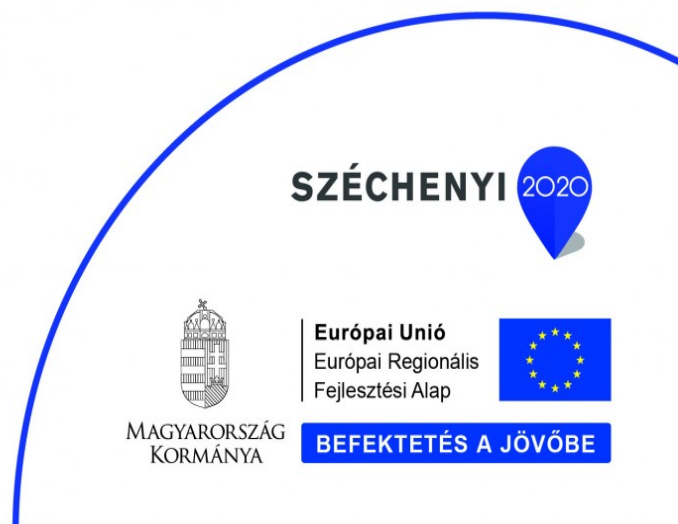 SZÉCHENYI 2020
Európai Unió
Európai Regionális
Fejlesztési Alap
MAGYARORSZÁG
KORMÁNYA
BEFEKTETÉS A JÖVŐBE